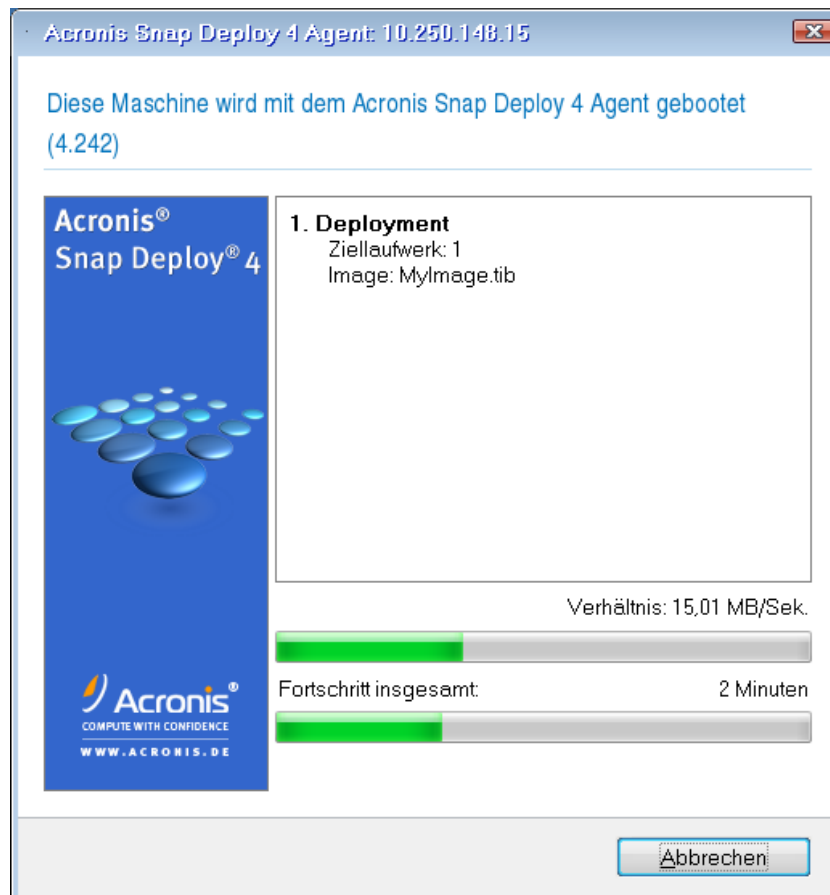 Acronis Snap Deploy 4 Agent: 10.250.148.15
Diese Maschine wird mit dem Acronis Snap Deploy 4 Agent gebootet
(4.242)
Acronis®
Snap Deploy® 4
1. Deployment
Ziellaufwerk: 1
Image: MyImage.tib
Verhältnis: 15,01 MB/Sek.
Fortschritt insgesamt:
2 Minuten
Acronis®
COMPUTE WITH CONFIDENCE
WWW.ACRONIS.DE
Abbrechen